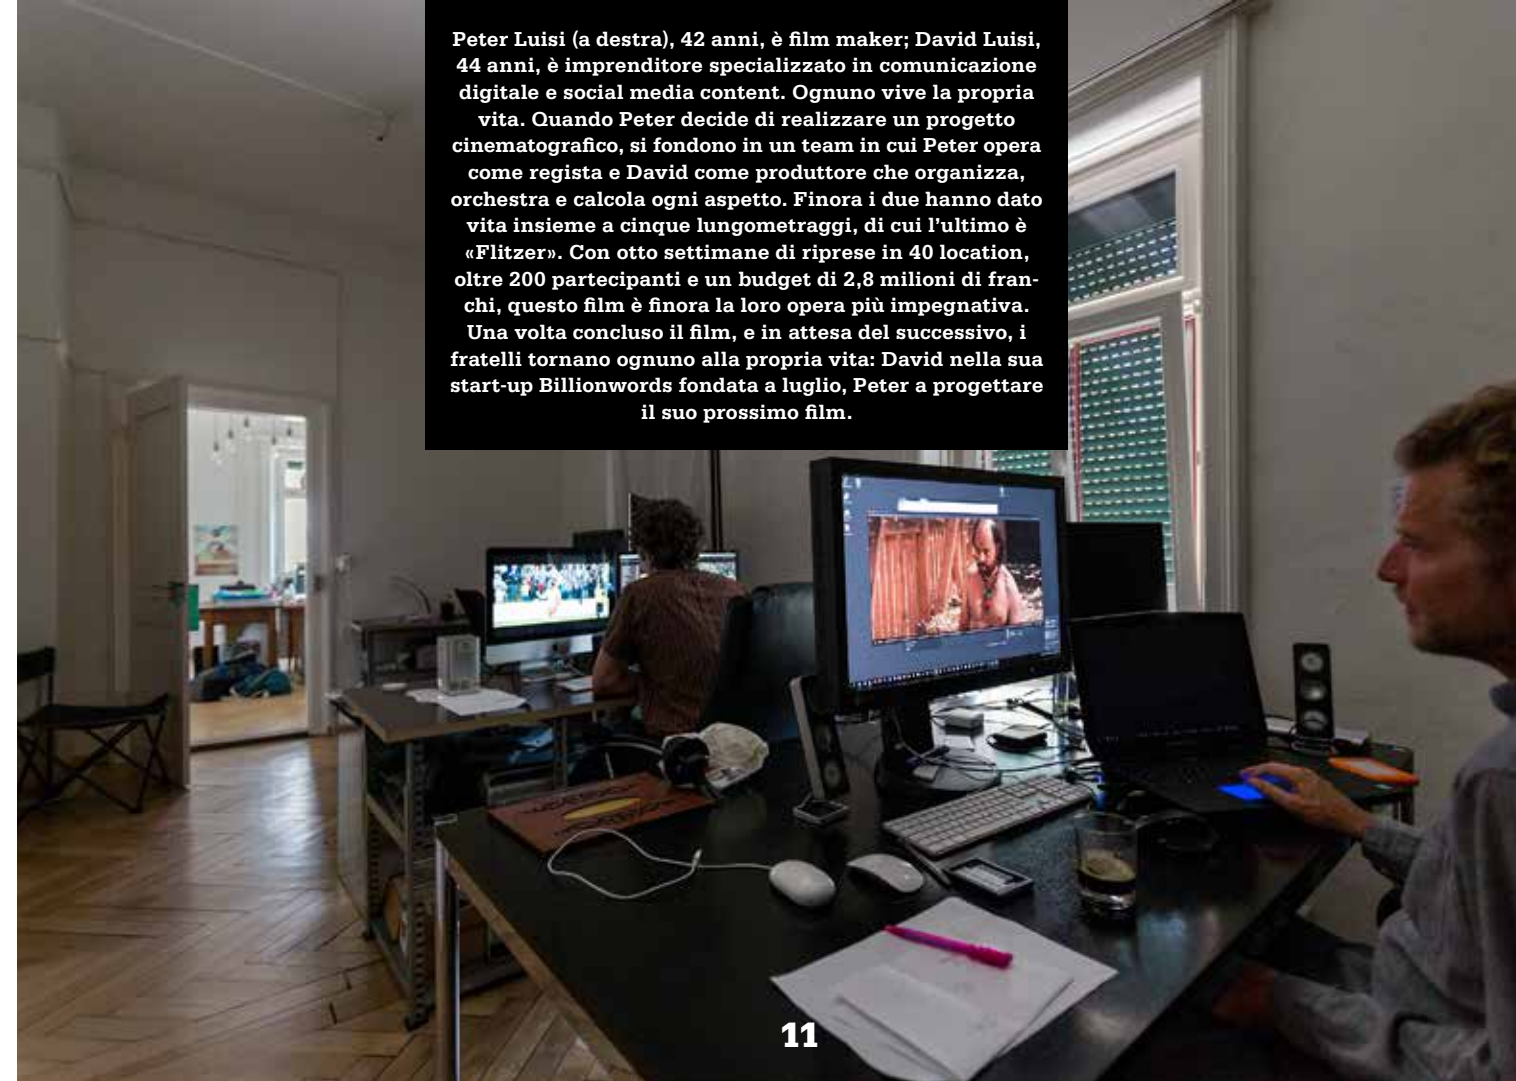 Peter Luisi (a destra), 42 anni, è film maker; David Luisi,
44 anni, è imprenditore specializzato in comunicazione
digitale e social media content. Ognuno vive la propria
vita. Quando Peter decide di realizzare un progetto
cinematografico, si fondono in un team in cui Peter opera
come regista e David come produttore che organizza,
orchestra e calcola ogni aspetto. Finora i due hanno dato
vita insieme a cinque lungometraggi, di cui l’ultimo è
«Flitzer». Con otto settimane di riprese in 40 location,
oltre 200 partecipanti e un budget di 2,8 milioni di fran-
chi, questo film è finora la loro opera più impegnativa.
Una volta concluso il film, e in attesa del successivo, i
fratelli tornano ognuno alla propria vita: David nella sua
start-up Billionwords fondata a luglio, Peter a progettare
il suo prossimo film.
11